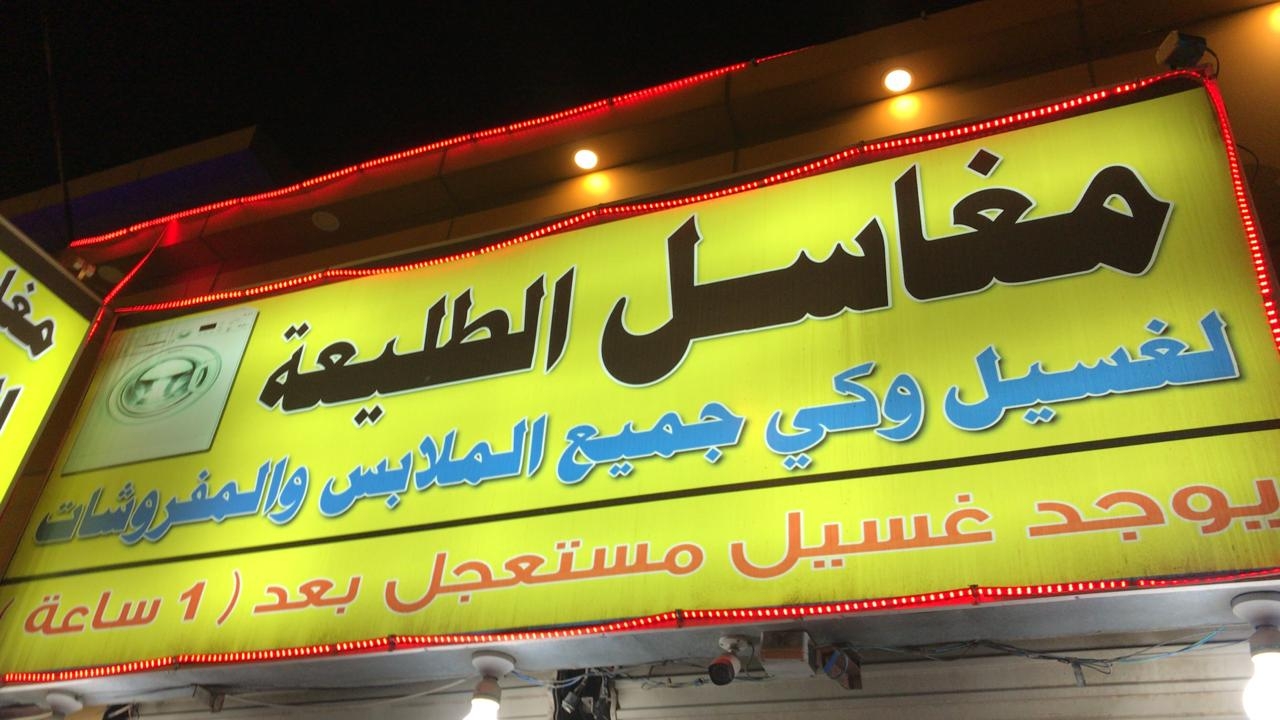 مغاسل الطليعة
لغسيل وكي جميع الملابس والمفروشات
يوجد غسيل مستعجل بعد ( 1 ساعة )